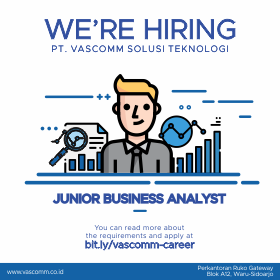 WE'RE HIRING
PT. VASCOMM SOLUSI TEKNOLOGI
JUNIOR BUSINESS ANALYST
You can read more about
the requirements and apply at
bit.ly/vascomm-career
www.vascomm.co.id
Perkantoran Ruko Gateway
Blok A12, Waru-Sidoarjo